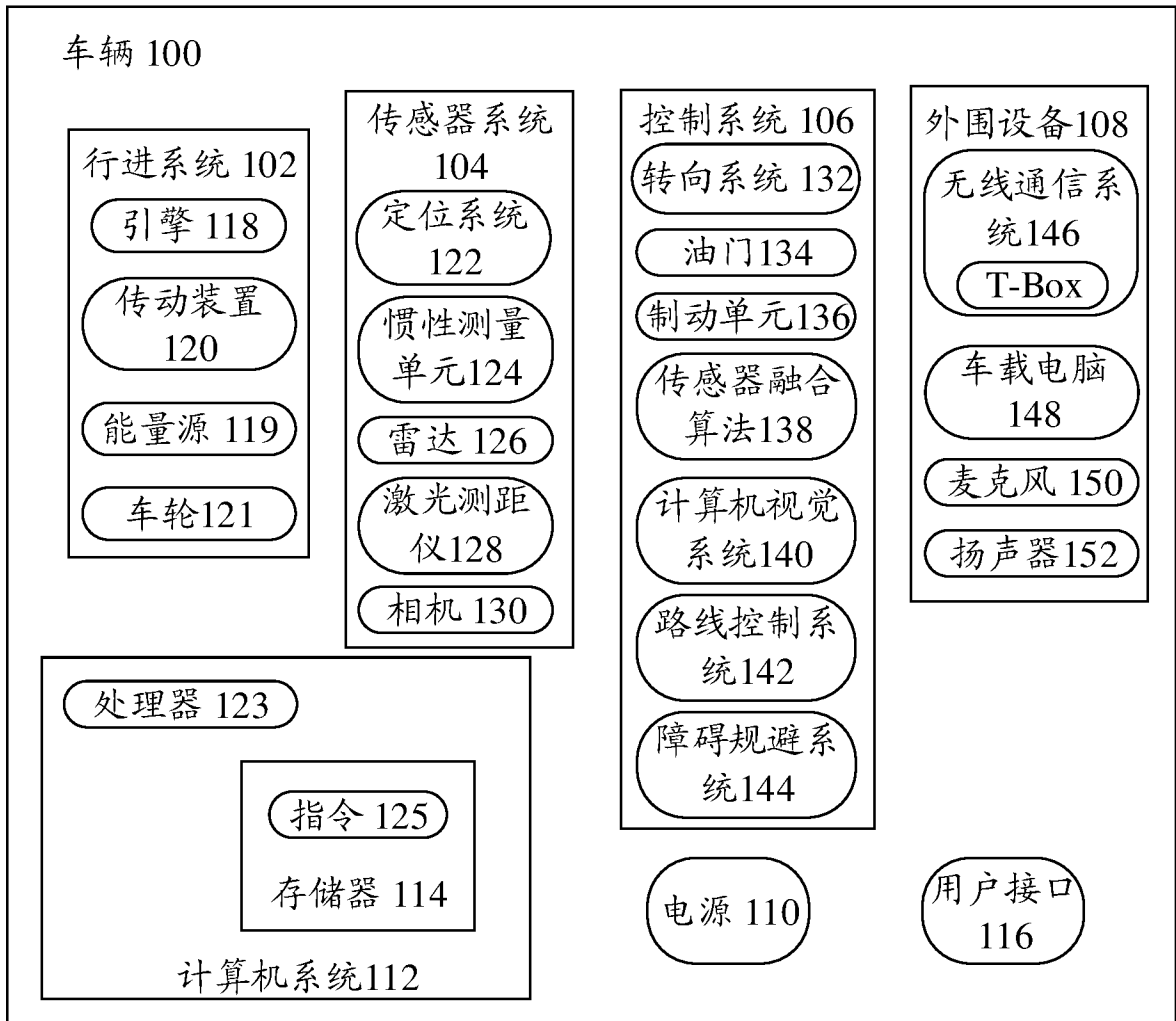 车辆 100
行进系统 102
引擎 118
传动装置
120
能量源 119
车轮121
传感器系统
104
定位系统
122
惯性测量
单元124
雷达 126
激光测距
仪128
相机 130
控制系统 106
转向系统 132
油门134
制动单元136
传感器融合
算法138
计算机视觉
系统140
路线控制系
统142
障碍规避系
统144
外围设备108
无线通信系
统146
T-Box
车载电脑
148
麦克风 150
扬声器152
处理器 123
指令 125
存储器 114
计算机系统112
电源 110
用户接口
116